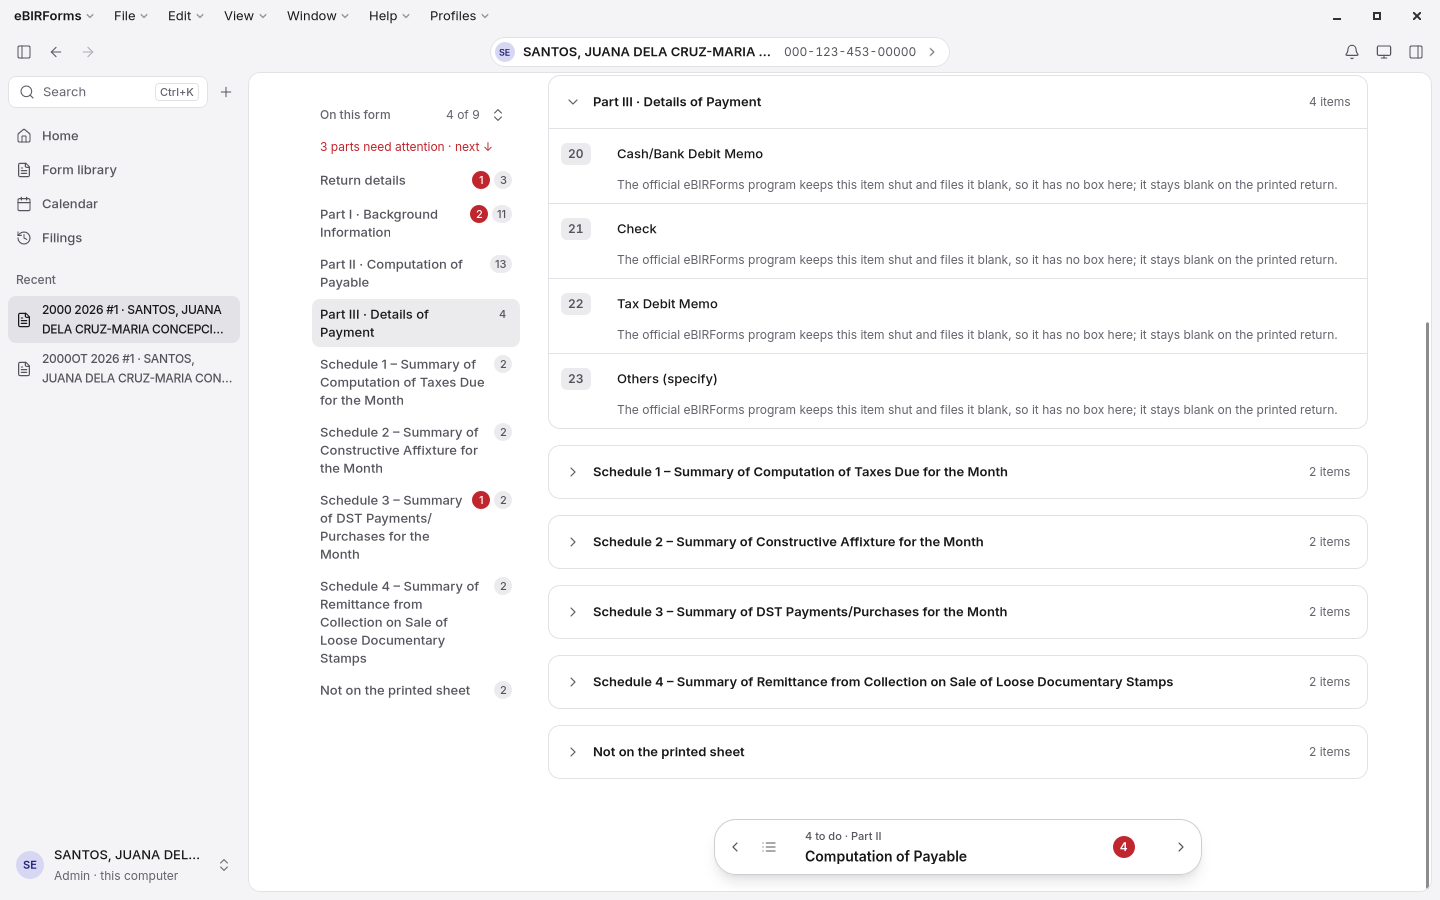 eBIRForms File Edit View Window Help Profiles
SE SANTOS, JUANA DELA CRUZ-MARIA ... 000-123-453-00000
Search Ctrl+K
Home
Form library
Calendar
Filings
Recent
2000 2026 #1 · SANTOS, JUANA
DELA CRUZ-MARIA CONCEPCI...
2000OT 2026 #1 · SANTOS,
JUANA DELA CRUZ-MARIA CON...
SE SANTOS, JUANA DEL...
Admin · this computer
On this form 4 of 9
3 parts need attention · next ↓
Return details 1 3
Part I · Background 2 11
Information
Part II · Computation of 13
Payable
Part III · Details of 4
Payment
Schedule 1 – Summary of 2
Computation of Taxes Due
for the Month
Schedule 2 – Summary of 2
Constructive Affixture for
the Month
Schedule 3 – Summary 1 2
of DST Payments/
Purchases for the
Month
Schedule 4 – Summary of 2
Remittance from
Collection on Sale of
Loose Documentary
Stamps
Not on the printed sheet 2
Part III · Details of Payment 4 items
20 Cash/Bank Debit Memo
The official eBIRForms program keeps this item shut and files it blank, so it has no box here; it stays blank on the printed return.
21 Check
The official eBIRForms program keeps this item shut and files it blank, so it has no box here; it stays blank on the printed return.
22 Tax Debit Memo
The official eBIRForms program keeps this item shut and files it blank, so it has no box here; it stays blank on the printed return.
23 Others (specify)
The official eBIRForms program keeps this item shut and files it blank, so it has no box here; it stays blank on the printed return.
Schedule 1 – Summary of Computation of Taxes Due for the Month 2 items
Schedule 2 – Summary of Constructive Affixture for the Month 2 items
Schedule 3 – Summary of DST Payments/Purchases for the Month 2 items
Schedule 4 – Summary of Remittance from Collection on Sale of Loose Documentary Stamps 2 items
Not on the printed sheet 2 items
4 to do · Part II
Computation of Payable 4